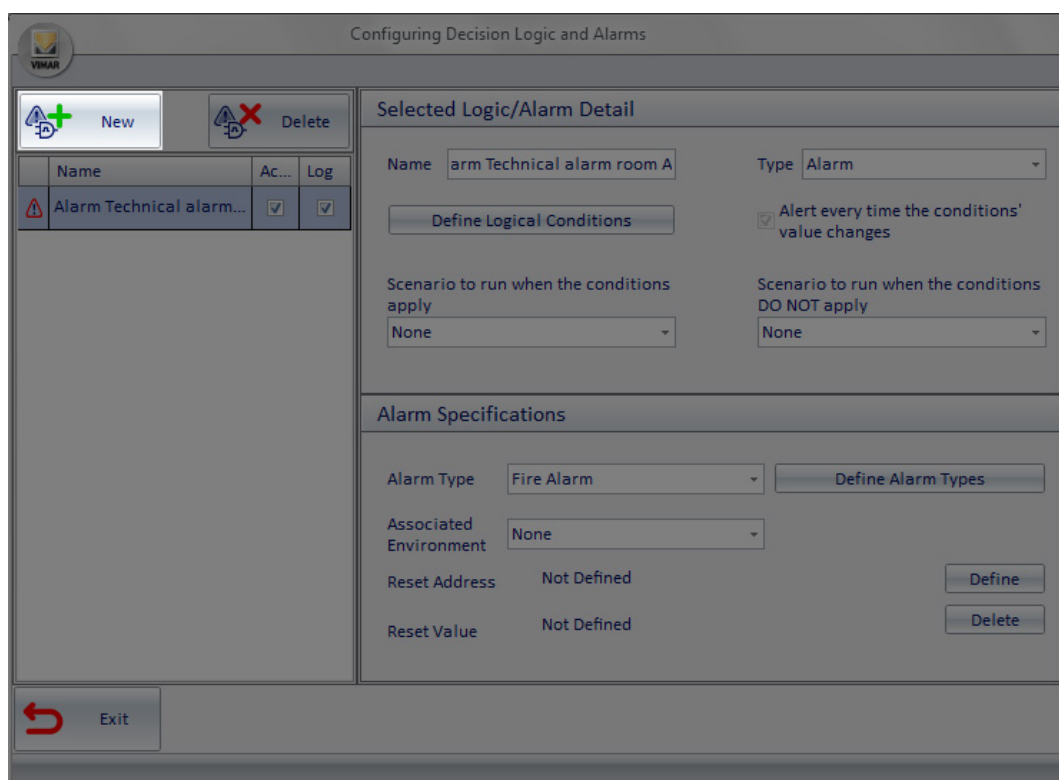 Configuring Decision Logic and Alarms
VIMAR
New
Delete
Name Ac... Log
Alarm Technical alarm...
Exit
Selected Logic/Alarm Detail
Name arm Technical alarm room A
Type Alarm
Define Logical Conditions
Alert every time the conditions'
value changes
Scenario to run when the conditions
apply
None
Scenario to run when the conditions
DO NOT apply
None
Alarm Specifications
Alarm Type Fire Alarm Define Alarm Types
Associated
Environment
None
Reset Address Not Defined Define
Reset Value Not Defined Delete